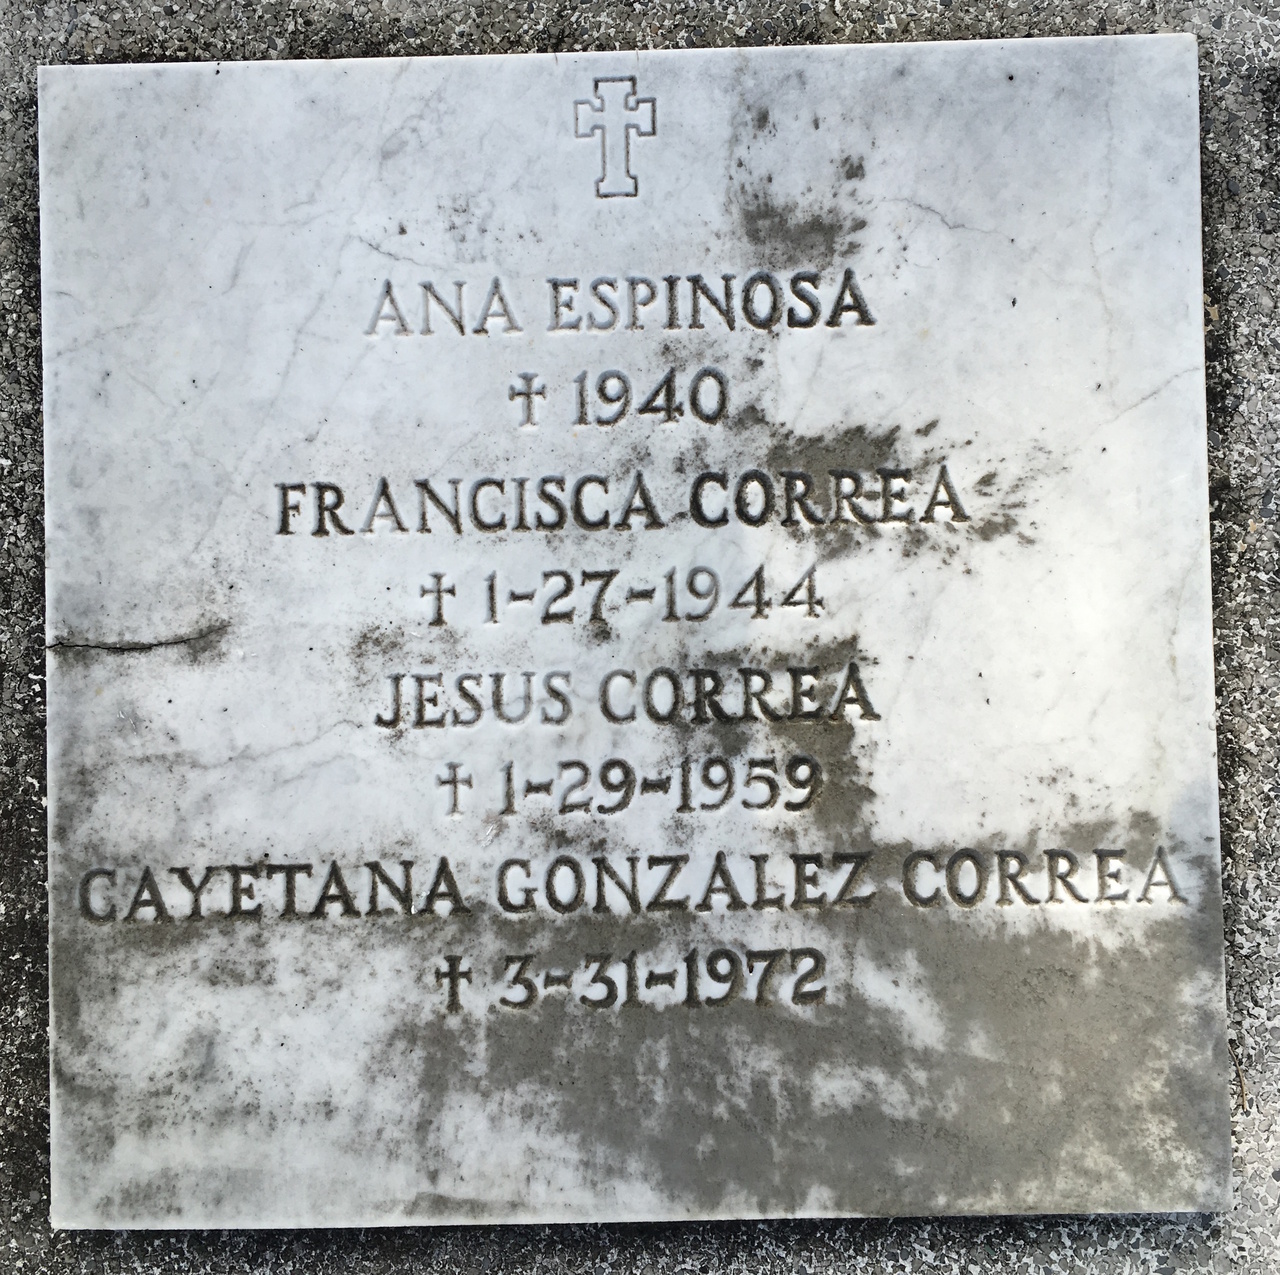 ANA ESPINOSA
† 1940
FRANCISCA CORREA
† 1-27-1944
JESUS CORREA
† 1-29-1959
CAYETANA GONZALEZ CORREA
† 3-31-1972